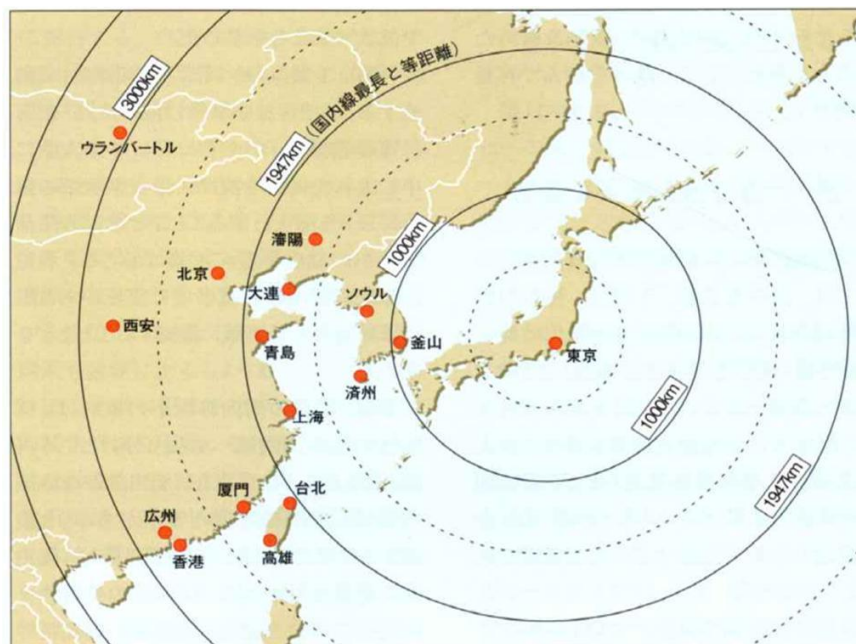 3000km
ウランバートル
1947km(国内線最長と等距離)
瀋陽
1000km
北京
大連
ソウル
西安
青島
釜山
東京
済州
1000km
上海
1947km
厦門
台北
広州
香港
高雄